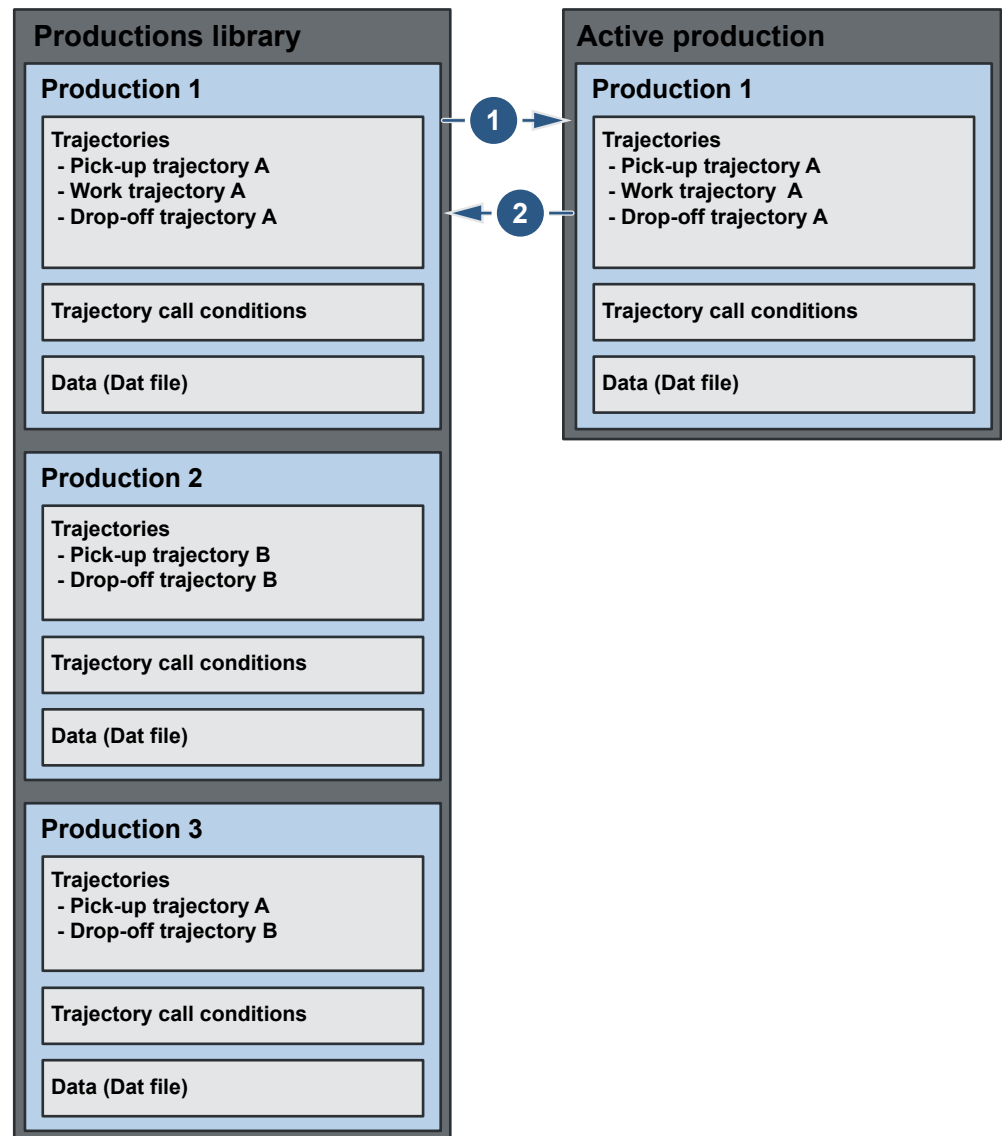 Productions library
Production 1
Trajectories
- Pick-up trajectory A
- Work trajectory A
- Drop-off trajectory A
Trajectory call conditions
Data (Dat file)
Production 2
Trajectories
- Pick-up trajectory B
- Drop-off trajectory B
Trajectory call conditions
Data (Dat file)
Production 3
Trajectories
- Pick-up trajectory A
- Drop-off trajectory B
Trajectory call conditions
Data (Dat file)
1
2
Active production
Production 1
Trajectories
- Pick-up trajectory A
- Work trajectory  A
- Drop-off trajectory A
Trajectory call conditions
Data (Dat file)